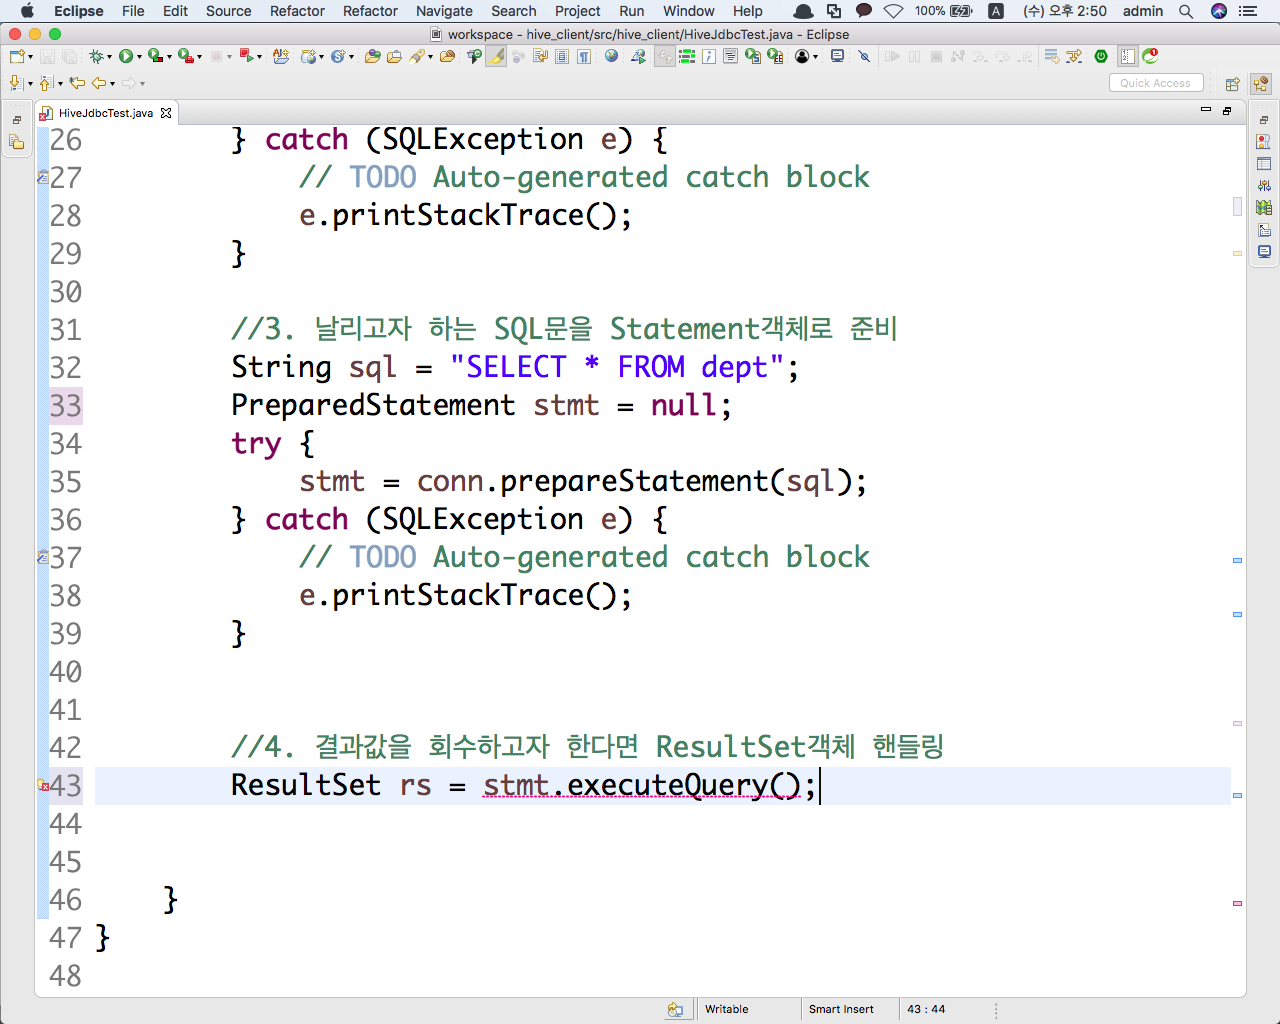 Eclipse File Edit Source Refactor Refactor Navigate Search Project Run Window Help 100% A (수) 오후 2:50 admin
workspace - hive_client/src/hive_client/HiveJdbcTest.java - Eclipse
Quick Access
HiveJdbcTest.java
26 } catch (SQLException e) {
27 // TODO Auto-generated catch block
28 e.printStackTrace();
29 }
30
31 //3. 날리고자 하는 SQL문을 Statement객체로 준비
32 String sql = "SELECT * FROM dept";
33 PreparedStatement stmt = null;
34 try {
35 stmt = conn.prepareStatement(sql);
36 } catch (SQLException e) {
37 // TODO Auto-generated catch block
38 e.printStackTrace();
39 }
40
41
42 //4. 결과값을 회수하고자 한다면 ResultSet객체 핸들링
43 ResultSet rs = stmt.executeQuery();
44
45
46 }
47 }
48
Writable Smart Insert 43 : 44